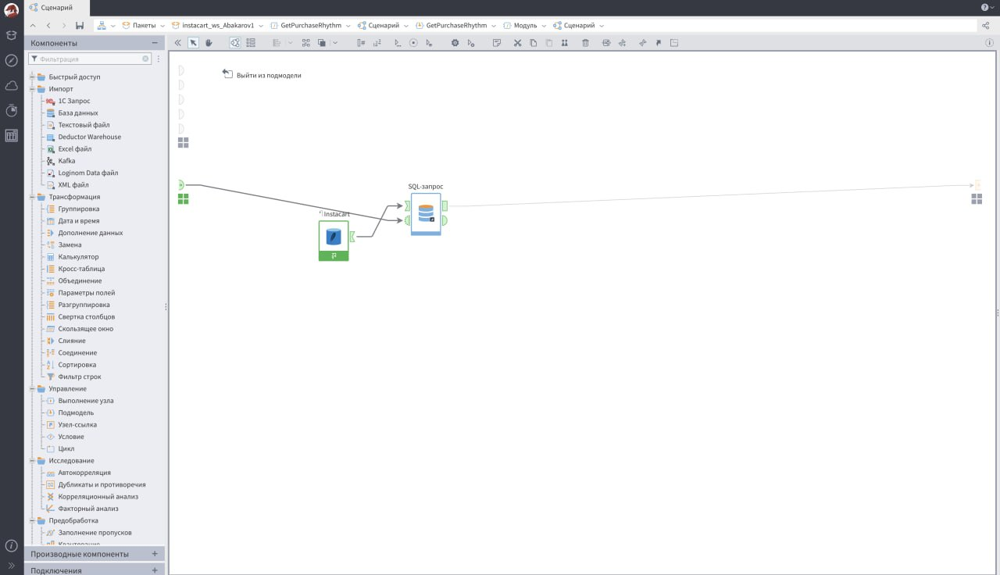 Сценарий
Пакеты
instacart_ws_Abakarov1
GetPurchaseRhythm
Сценарий
GetPurchaseRhythm
Модуль
Сценарий
Компоненты
Фильтрация
Быстрый доступ
Импорт
1С Запрос
База данных
Текстовый файл
Deductor Warehouse
Excel файл
Kafka
Loginom Data файл
XML файл
Трансформация
Группировка
Дата и время
Дополнение данных
Замена
Калькулятор
Кросс-таблица
Объединение
Параметры полей
Разгруппировка
Свертка столбцов
Скользящее окно
Слияние
Соединение
Сортировка
Фильтр строк
Управление
Выполнение узла
Подмодель
Узел-ссылка
Условие
Цикл
Исследование
Автокорреляция
Дубликаты и противоречия
Корреляционный анализ
Факторный анализ
Предобработка
Заполнение пропусков
Квантование
Производные компоненты
Подключения
Выйти из подмодели
SQL-запрос
Instacart